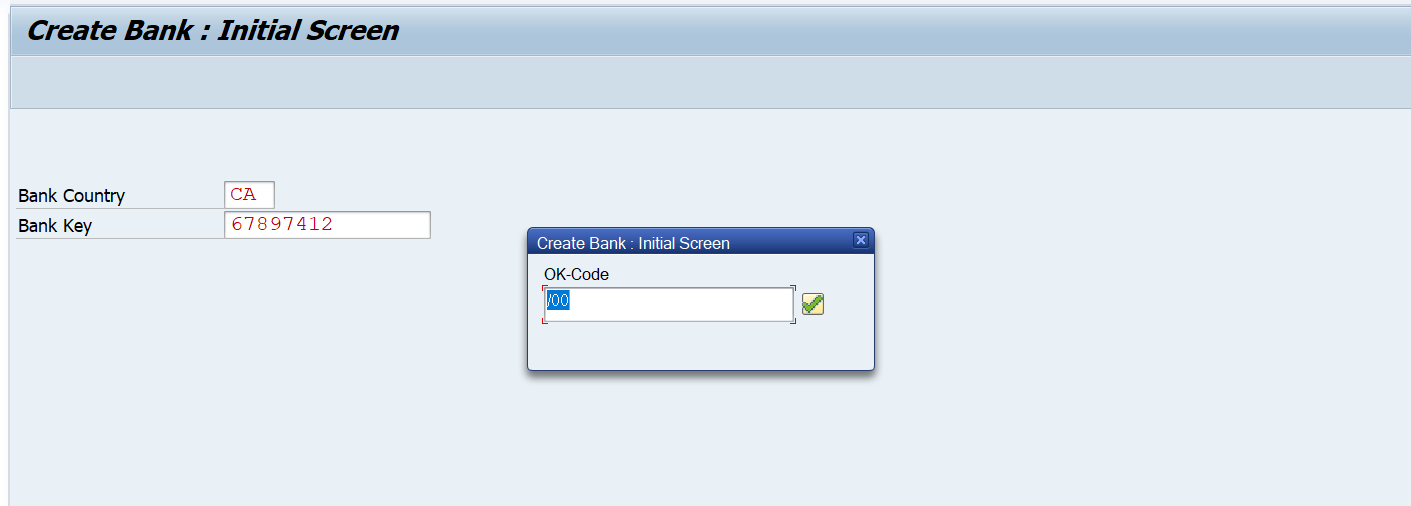 Create Bank : Initial Screen
Bank Country CA
Bank Key 67897412
Create Bank : Initial Screen
OK-Code
/00